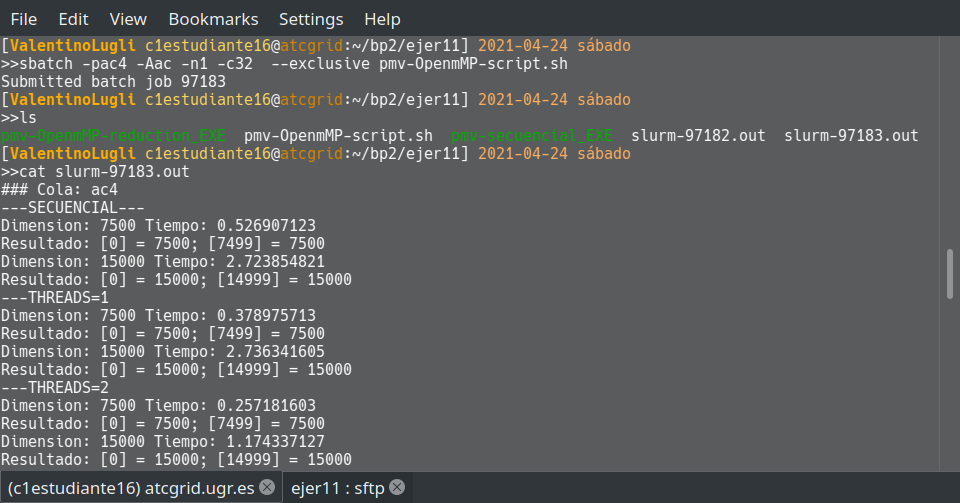 File Edit View Bookmarks Settings Help
[ValentinoLugli c1estudiante16@atcgrid:~/bp2/ejer11] 2021-04-24 sábado
>>sbatch -pac4 -Aac -n1 -c32  --exclusive pmv-OpenmMP-script.sh
Submitted batch job 97183
[ValentinoLugli c1estudiante16@atcgrid:~/bp2/ejer11] 2021-04-24 sábado
>>ls
pmv-OpenmMP-reduction_EXE  pmv-OpenmMP-script.sh  pmv-secuencial_EXE  slurm-97182.out  slurm-97183.out
[ValentinoLugli c1estudiante16@atcgrid:~/bp2/ejer11] 2021-04-24 sábado
>>cat slurm-97183.out
### Cola: ac4
---SECUENCIAL---
Dimension: 7500 Tiempo: 0.526907123
Resultado: [0] = 7500; [7499] = 7500
Dimension: 15000 Tiempo: 2.723854821
Resultado: [0] = 15000; [14999] = 15000
---THREADS=1
Dimension: 7500 Tiempo: 0.378975713
Resultado: [0] = 7500; [7499] = 7500
Dimension: 15000 Tiempo: 2.736341605
Resultado: [0] = 15000; [14999] = 15000
---THREADS=2
Dimension: 7500 Tiempo: 0.257181603
Resultado: [0] = 7500; [7499] = 7500
Dimension: 15000 Tiempo: 1.174337127
Resultado: [0] = 15000; [14999] = 15000
(c1estudiante16) atcgrid.ugr.es ejer11 : sftp